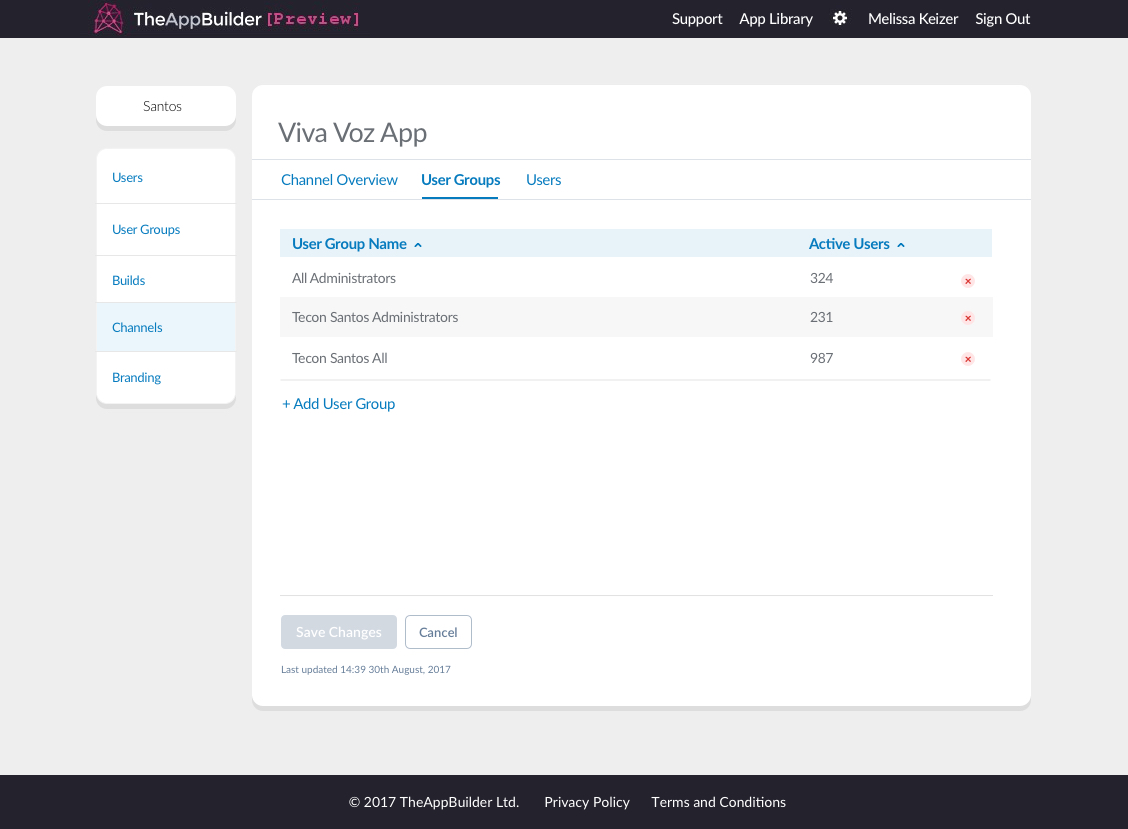 TheAppBuilder [Preview] Support App Library Melissa Keizer Sign Out
Santos
Users
User Groups
Builds
Channels
Branding
Viva Voz App
Channel Overview User Groups Users
User Group Name Active Users
All Administrators 324
Tecon Santos Administrators 231
Tecon Santos All 987
+ Add User Group
Save Changes Cancel
Last updated 14:39 30th August, 2017
© 2017 TheAppBuilder Ltd. Privacy Policy Terms and Conditions